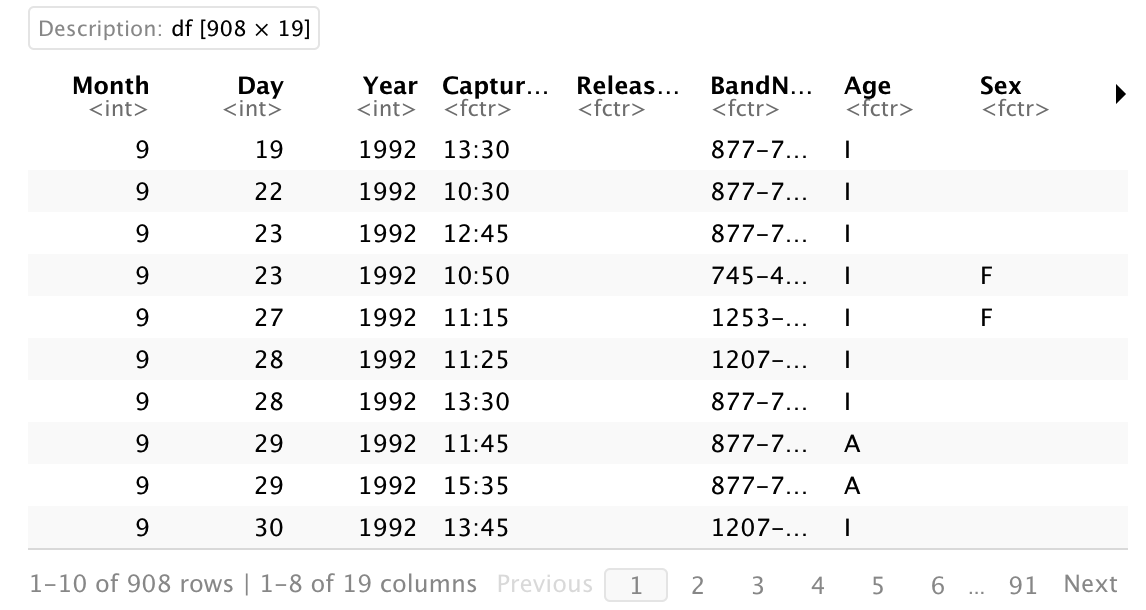 Description: df [908 × 19]
Month Day Year Captur... Releas... BandN... Age Sex
<int> <int> <int> <fctr> <fctr> <fctr> <fctr> <fctr>
9 19 1992 13:30 877-7... I
9 22 1992 10:30 877-7... I
9 23 1992 12:45 877-7... I
9 23 1992 10:50 745-4... I F
9 27 1992 11:15 1253-... I F
9 28 1992 11:25 1207-... I
9 28 1992 13:30 877-7... I
9 29 1992 11:45 877-7... A
9 29 1992 15:35 877-7... A
9 30 1992 13:45 1207-... I
1-10 of 908 rows | 1-8 of 19 columns Previous 1 2 3 4 5 6 ... 91 Next